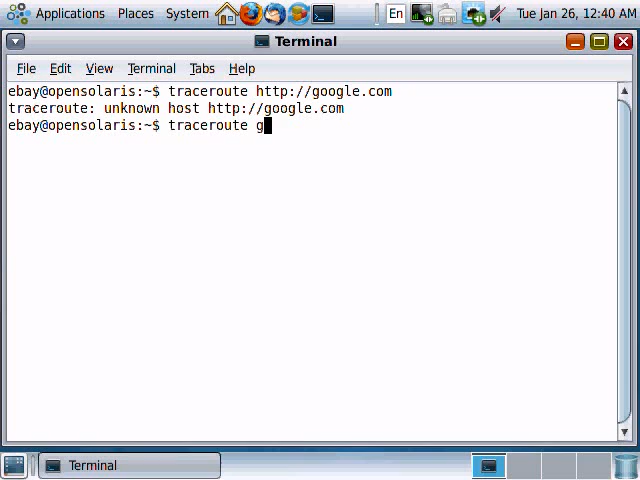 Applications Places System En Tue Jan 26, 12:40 AM
Terminal
File Edit View Terminal Tabs Help
ebay@opensolaris:~$ traceroute http://google.com
traceroute: unknown host http://google.com
ebay@opensolaris:~$ traceroute g
Terminal